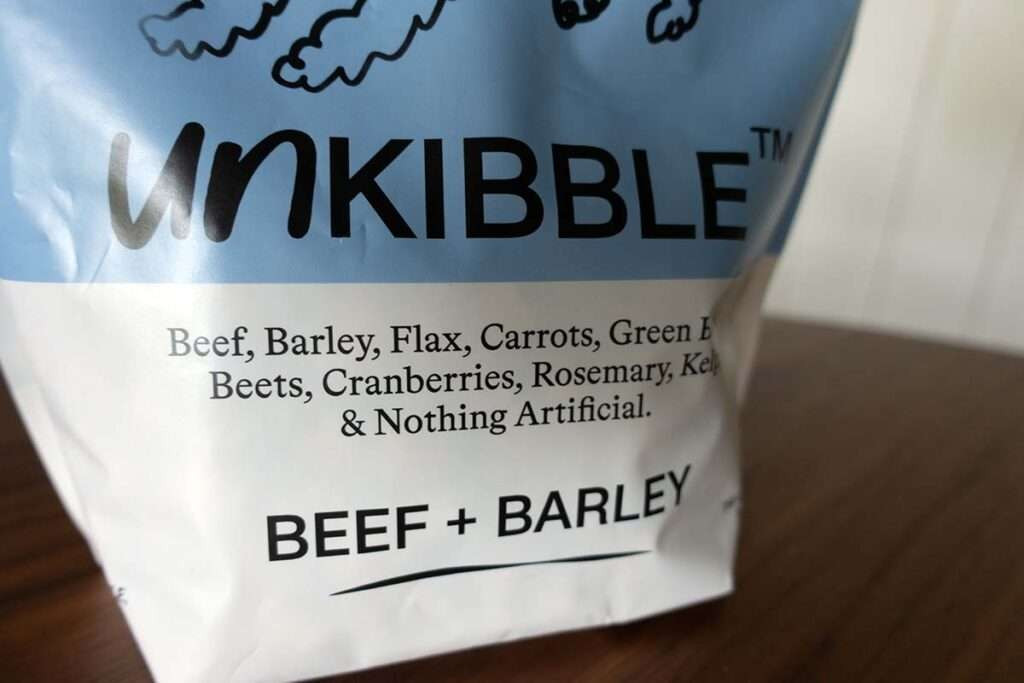 unKIBBLE™
Beef, Barley, Flax, Carrots, Green
Beets, Cranberries, Rosemary,
& Nothing Artificial.
BEEF + BARLEY